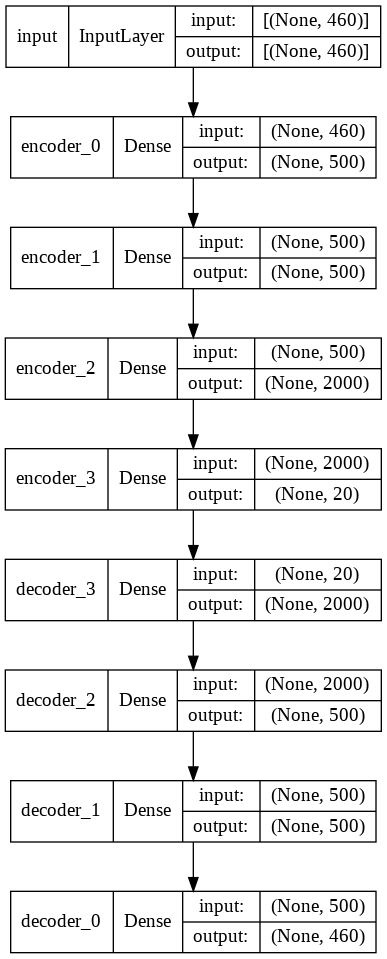 input InputLayer input: [(None, 460)]
output: [(None, 460)]
encoder_0 Dense input: (None, 460)
output: (None, 500)
encoder_1 Dense input: (None, 500)
output: (None, 500)
encoder_2 Dense input: (None, 500)
output: (None, 2000)
encoder_3 Dense input: (None, 2000)
output: (None, 20)
decoder_3 Dense input: (None, 20)
output: (None, 2000)
decoder_2 Dense input: (None, 2000)
output: (None, 500)
decoder_1 Dense input: (None, 500)
output: (None, 500)
decoder_0 Dense input: (None, 500)
output: (None, 460)